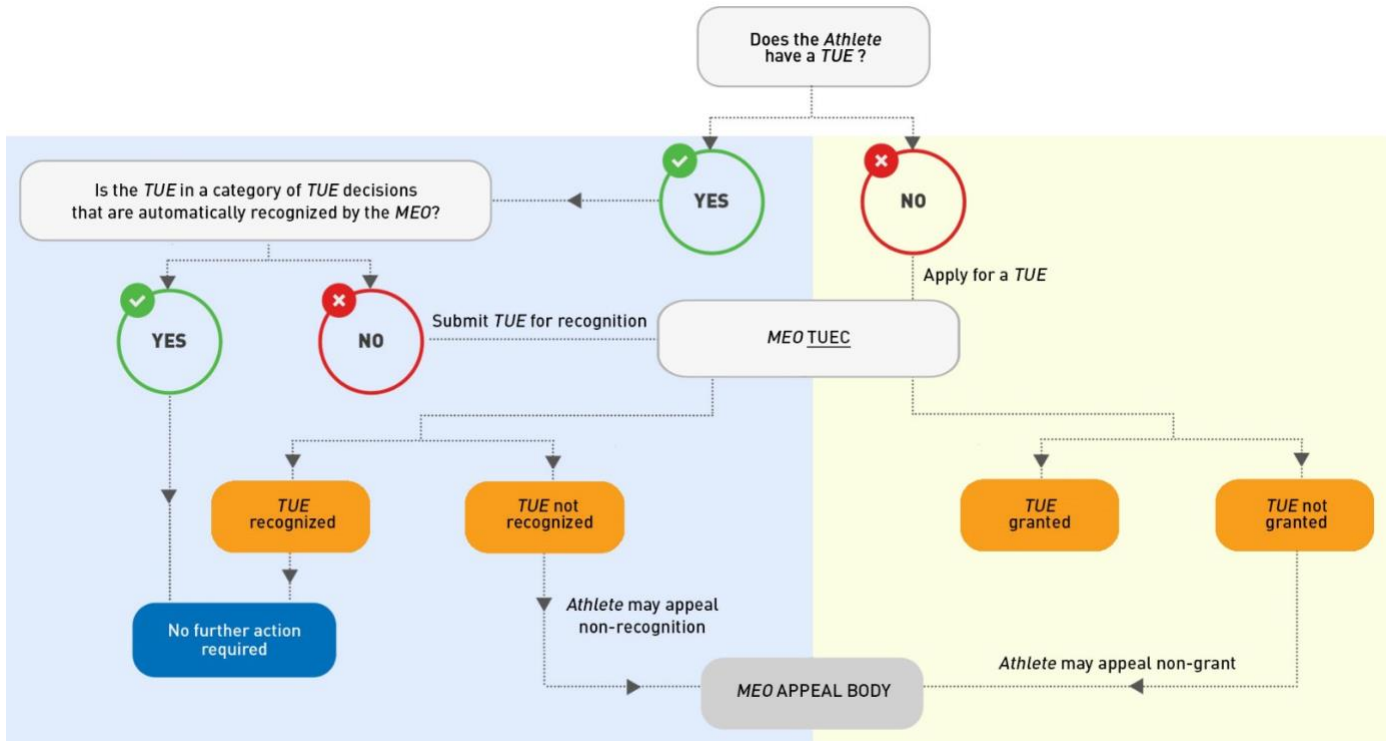 Does the Athlete
have a TUE ?
YES
NO
Is the TUE in a category of TUE decisions
that are automatically recognized by the MEO?
Apply for a TUE
YES
NO
Submit TUE for recognition
MEO TUEC
TUE
recognized
TUE not
recognized
TUE
granted
TUE not
granted
No further action
required
Athlete may appeal
non-recognition
Athlete may appeal non-grant
MEO APPEAL BODY